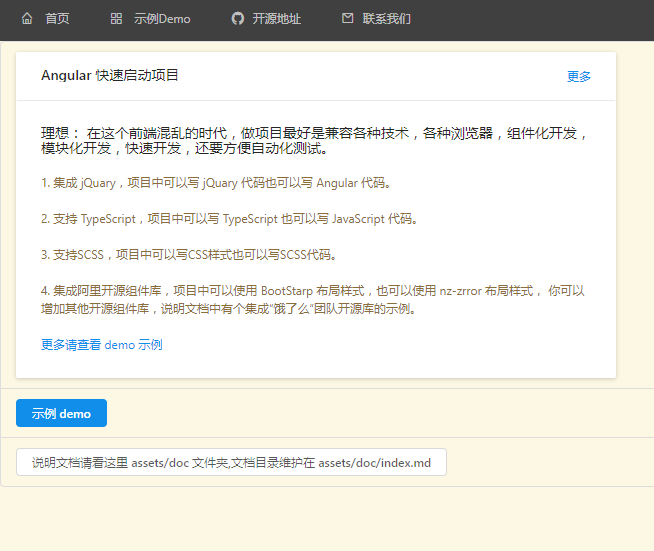 首页 示例Demo 开源地址 联系我们
Angular 快速启动项目 更多
理想： 在这个前端混乱的时代，做项目最好是兼容各种技术，各种浏览器，组件化开发，
模块化开发，快速开发，还要方便自动化测试。
1. 集成 jQuary，项目中可以写 jQuary 代码也可以写 Angular 代码。
2. 支持 TypeScript，项目中可以写 TypeScript 也可以写 JavaScript 代码。
3. 支持SCSS，项目中可以写CSS样式也可以写SCSS代码。
4. 集成阿里开源组件库，项目中可以使用 BootStarp 布局样式，也可以使用 nz-zrror 布局样式， 你可以
增加其他开源组件库，说明文档中有个集成“饿了么”团队开源库的示例。
更多请查看 demo 示例
示例 demo
说明文档请看这里 assets/doc 文件夹,文档目录维护在 assets/doc/index.md